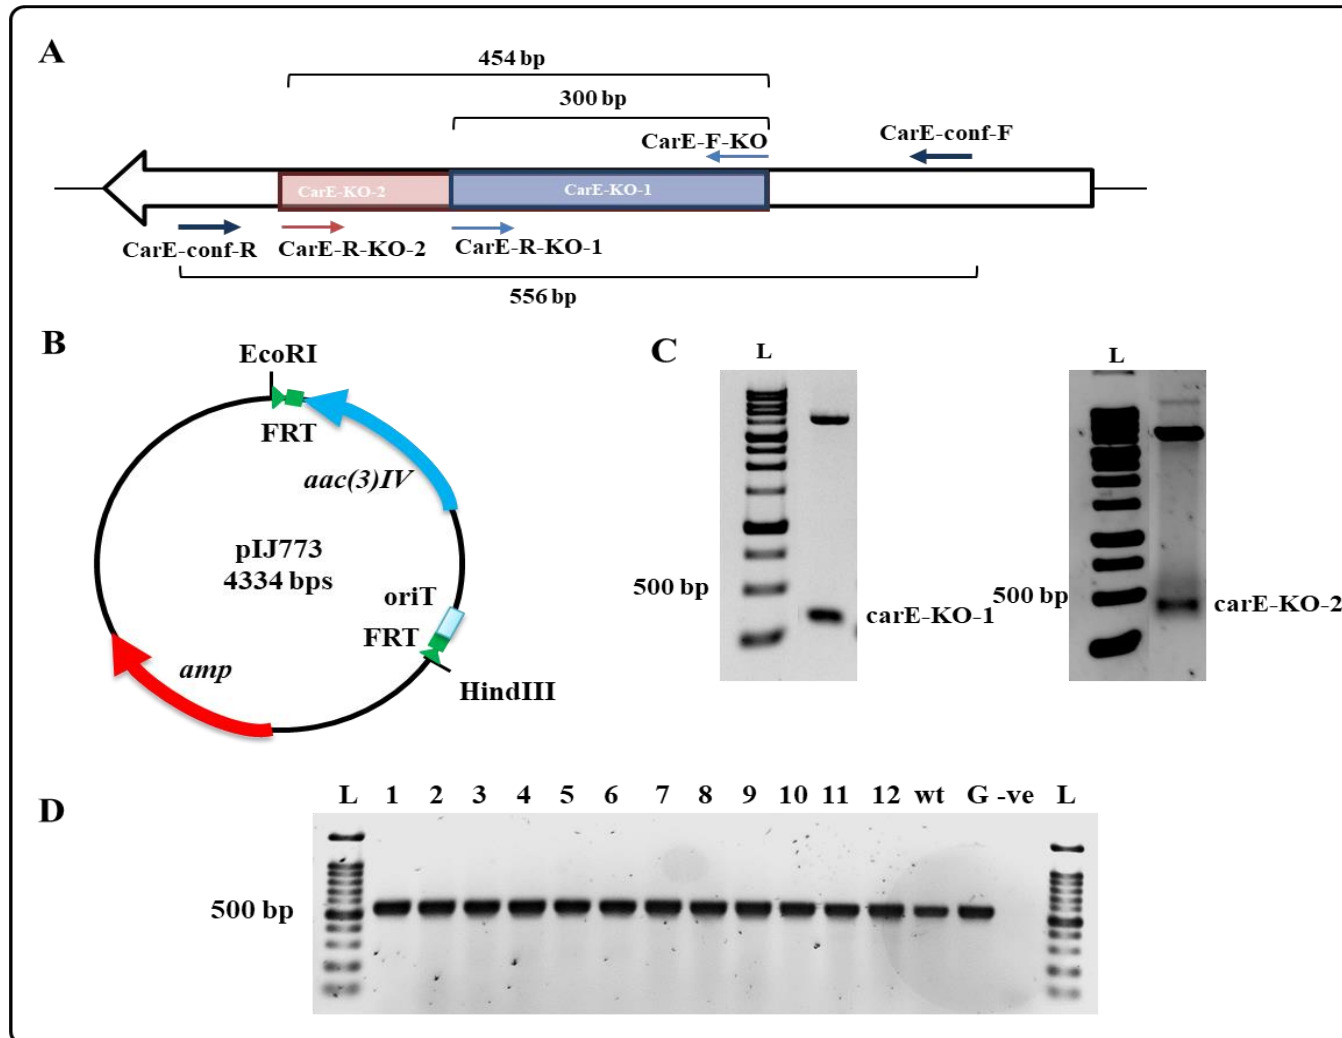 A
454 bp
300 bp
CarE-F-KO
CarE-conf-F
CarE-KO-2
CarE-KO-1
CarE-conf-R
CarE-R-KO-2
CarE-R-KO-1
556 bp
B
EcoRI
FRT
aac(3)IV
pIJ773
4334 bps
oriT
FRT
amp
HindIII
C
L
500 bp
carE-KO-1
L
500 bp
carE-KO-2
D
L 1 2 3 4 5 6 7 8 9 10 11 12 wt G -ve L
500 bp